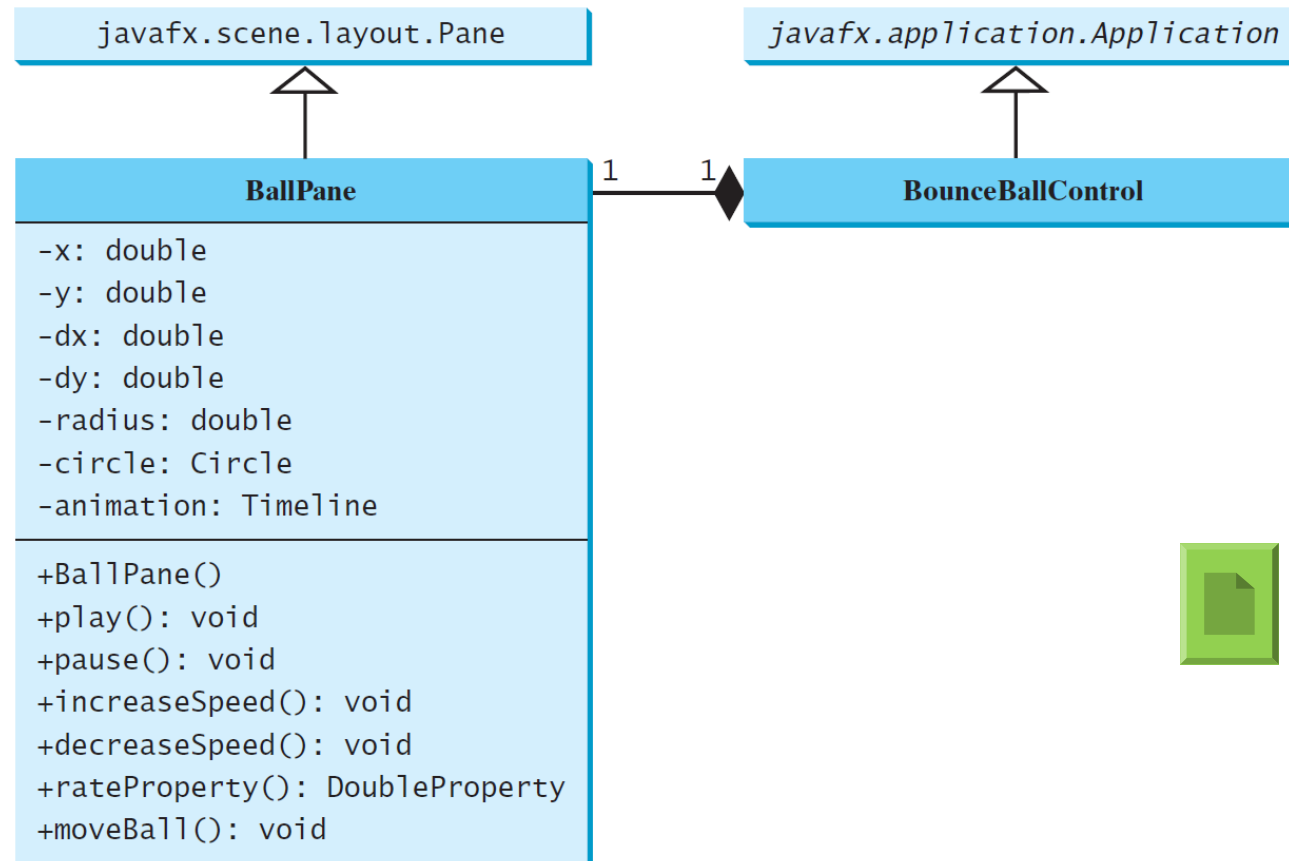 javafx.scene.layout.Pane
javafx.application.Application
BallPane
1
1
BounceBallControl
-x: double
-y: double
-dx: double
-dy: double
-radius: double
-circle: Circle
-animation: Timeline
+BallPane()
+play(): void
+pause(): void
+increaseSpeed(): void
+decreaseSpeed(): void
+rateProperty(): DoubleProperty
+moveBall(): void